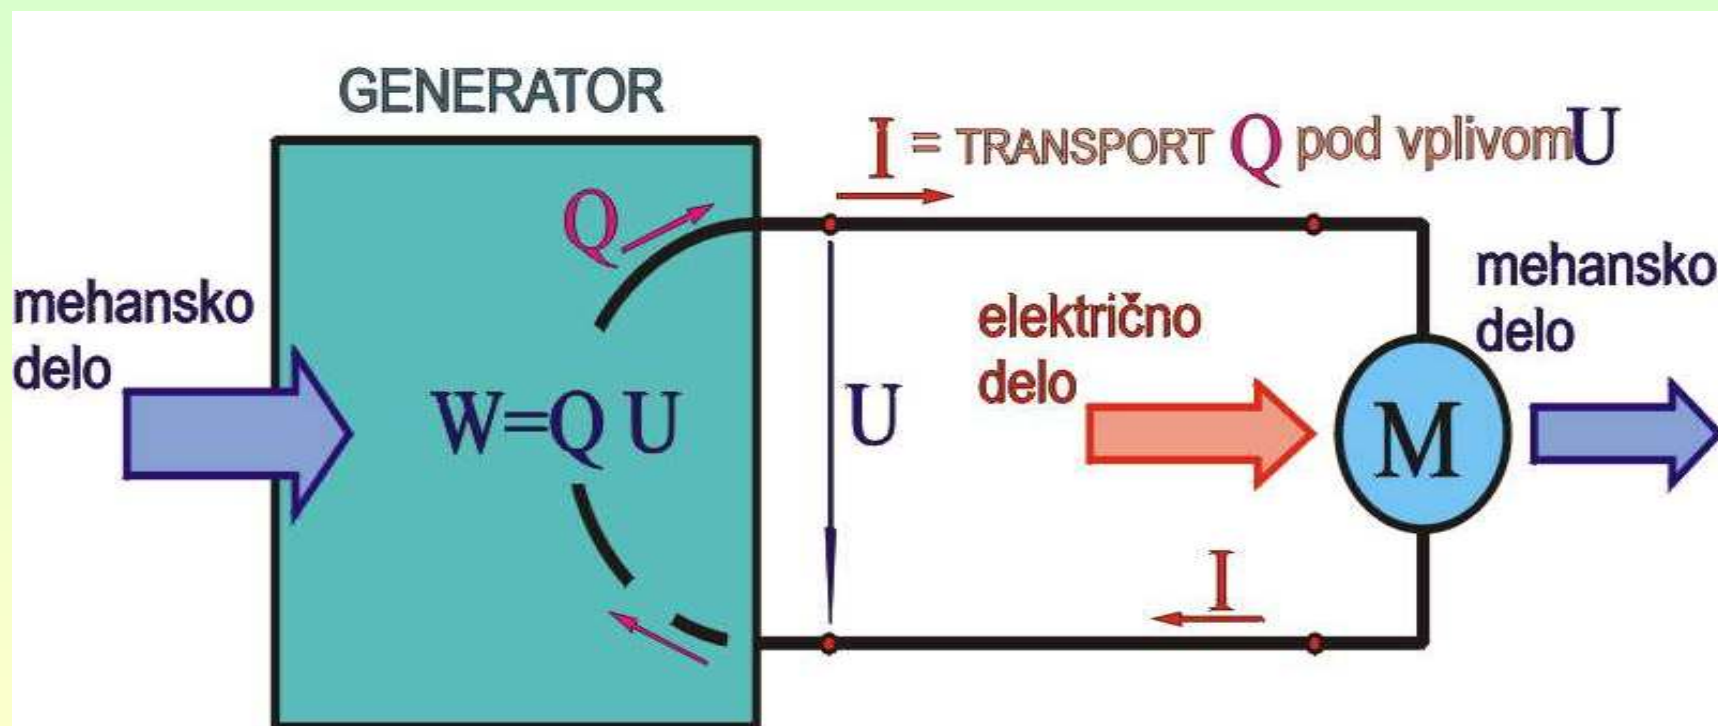 GENERATOR
I = TRANSPORT Q pod vplivom U
Q
mehansko
delo
W=Q U
U
električno
delo
M
mehansko
delo
I